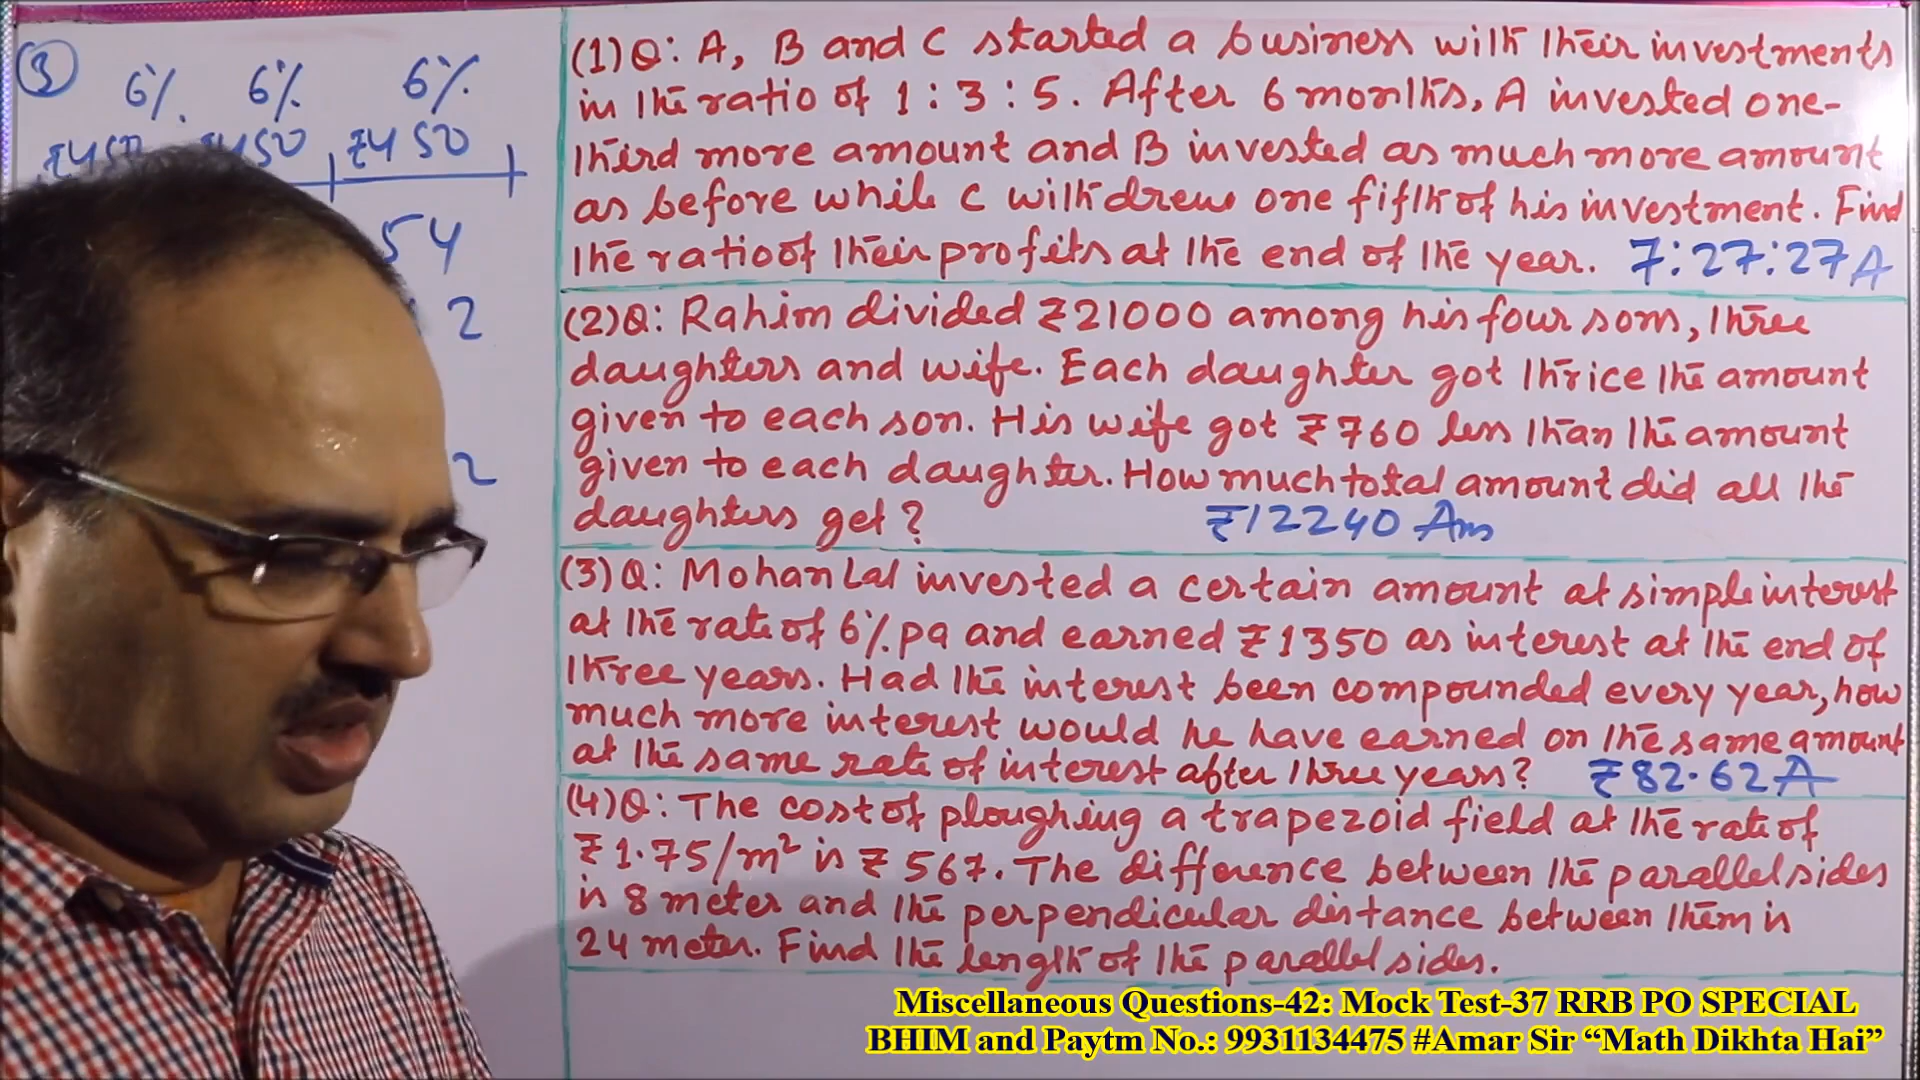 3
6% 6% 6%
₹450 ₹450
54
2
2
(1)Q: A, B and C started a business with their investments
in the ratio of 1 : 3 : 5. After 6 months, A invested one-
third more amount and B invested as much more amount
as before while C withdrew one fifth of his investment. Find
the ratio of their profits at the end of the year. 7:27:27 A
(2)Q: Rahim divided ₹21000 among his four sons, three
daughters and wife. Each daughter got thrice the amount
given to each son. His wife got ₹760 less than the amount
given to each daughter. How much total amount did all the
daughters get? ₹12240 Ans
(3)Q: Mohan Lal invested a certain amount at simple interest
at the rate of 6% pa and earned ₹1350 as interest at the end of
three years. Had the interest been compounded every year, how
much more interest would he have earned on the same amount
at the same rate of interest after three years? ₹82.62 A
(4)Q: The cost of ploughing a trapezoid field at the rate of
₹1.75/m² is ₹567. The difference between the parallel sides
is 8 meter and the perpendicular distance between them is
24 meter. Find the length of the parallel sides.
Miscellaneous Questions-42: Mock Test-37 RRB PO SPECIAL
BHIM and Paytm No.: 9931134475 #Amar Sir “Math Dikhta Hai”